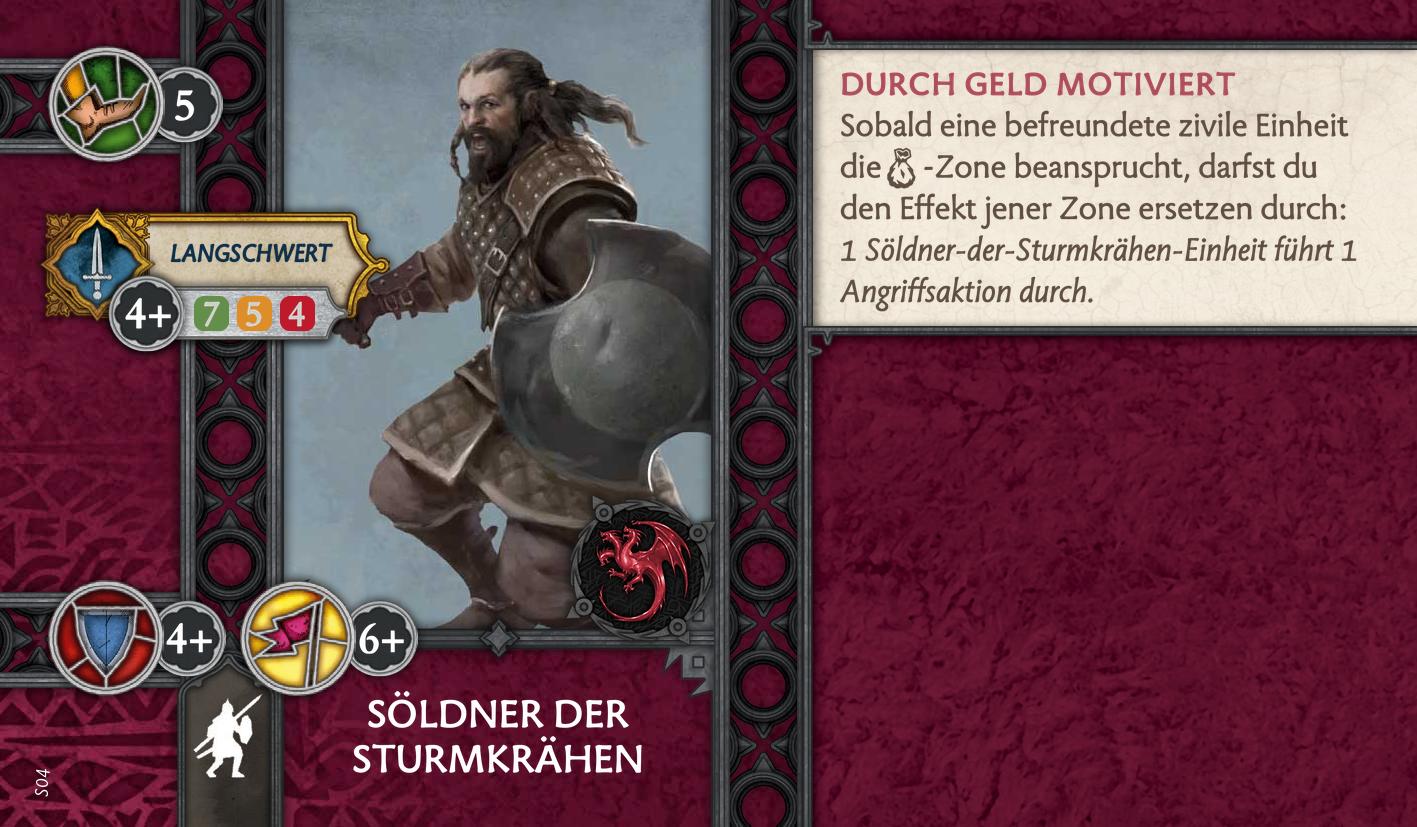 5
LANGSCHWERT
4+ 7 5 4
4+ 6+
SÖLDNER DER
STURMKRÄHEN
S04
DURCH GELD MOTIVIERT
Sobald eine befreundete zivile Einheit
die -Zone beansprucht, darfst du
den Effekt jener Zone ersetzen durch:
1 Söldner-der-Sturmkrähen-Einheit führt 1
Angriffsaktion durch.